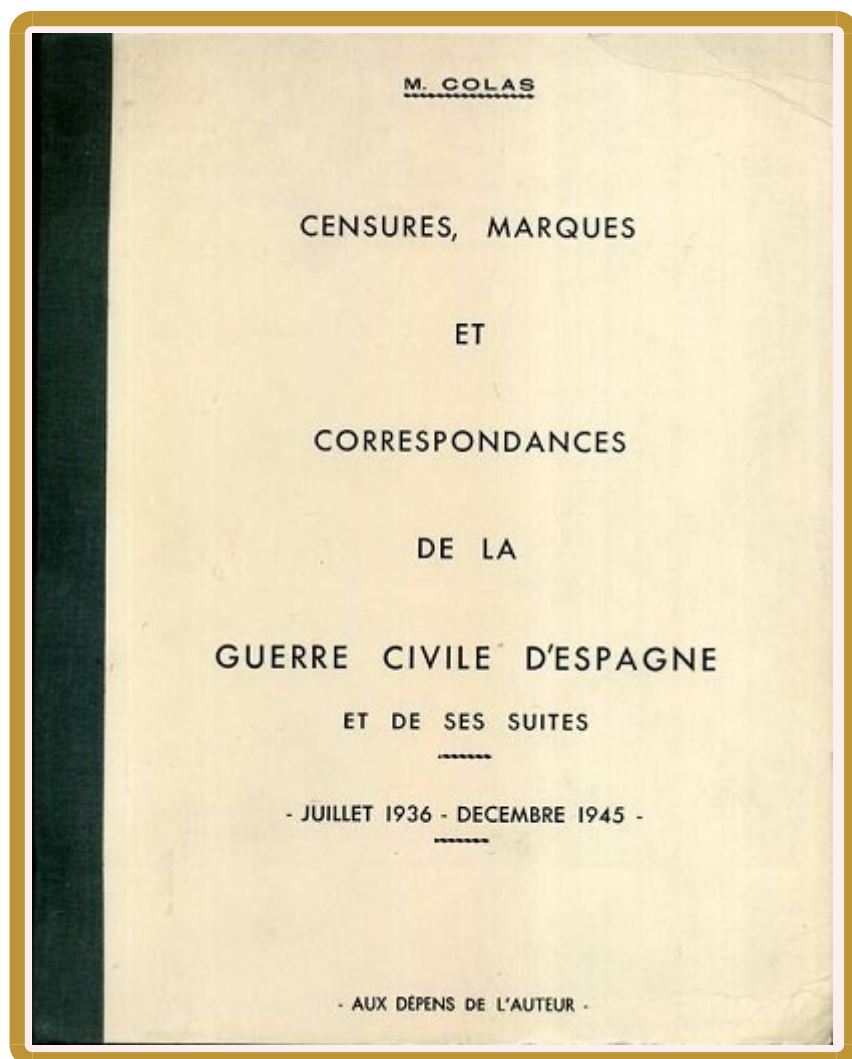 M. COLAS
CENSURES, MARQUES
ET
CORRESPONDANCES
DE LA
GUERRE CIVILE D'ESPAGNE
ET DE SES SUITES
- JUILLET 1936 - DECEMBRE 1945 -
- AUX DÉPENS DE L'AUTEUR -